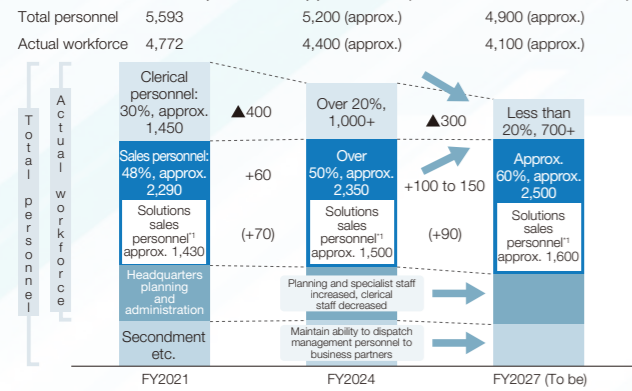 Total personnel 5,593 5,200 (approx.) 4,900 (approx.)
Actual workforce 4,772 4,400 (approx.) 4,100 (approx.)
Total personnel
Actual workforce
Clerical
personnel:
30%, approx.
1,450
▲400
Over 20%,
1,000+
▲300
Less than
20%, 700+
Sales personnel:
48%, approx.
2,290
+60
Over
50%, approx.
2,350
+100 to 150
Approx.
60%, approx.
2,500
Solutions
sales
personnel*1
approx. 1,430
(+70)
Solutions
sales
personnel*1
approx. 1,500
(+90)
Solutions
sales
personnel*1
approx. 1,600
Headquarters
planning
and
administration
Planning and specialist staff
increased, clerical
staff decreased
Secondment
etc.
Maintain ability to dispatch
management personnel to
business partners
FY2021 FY2024 FY2027 (To be)